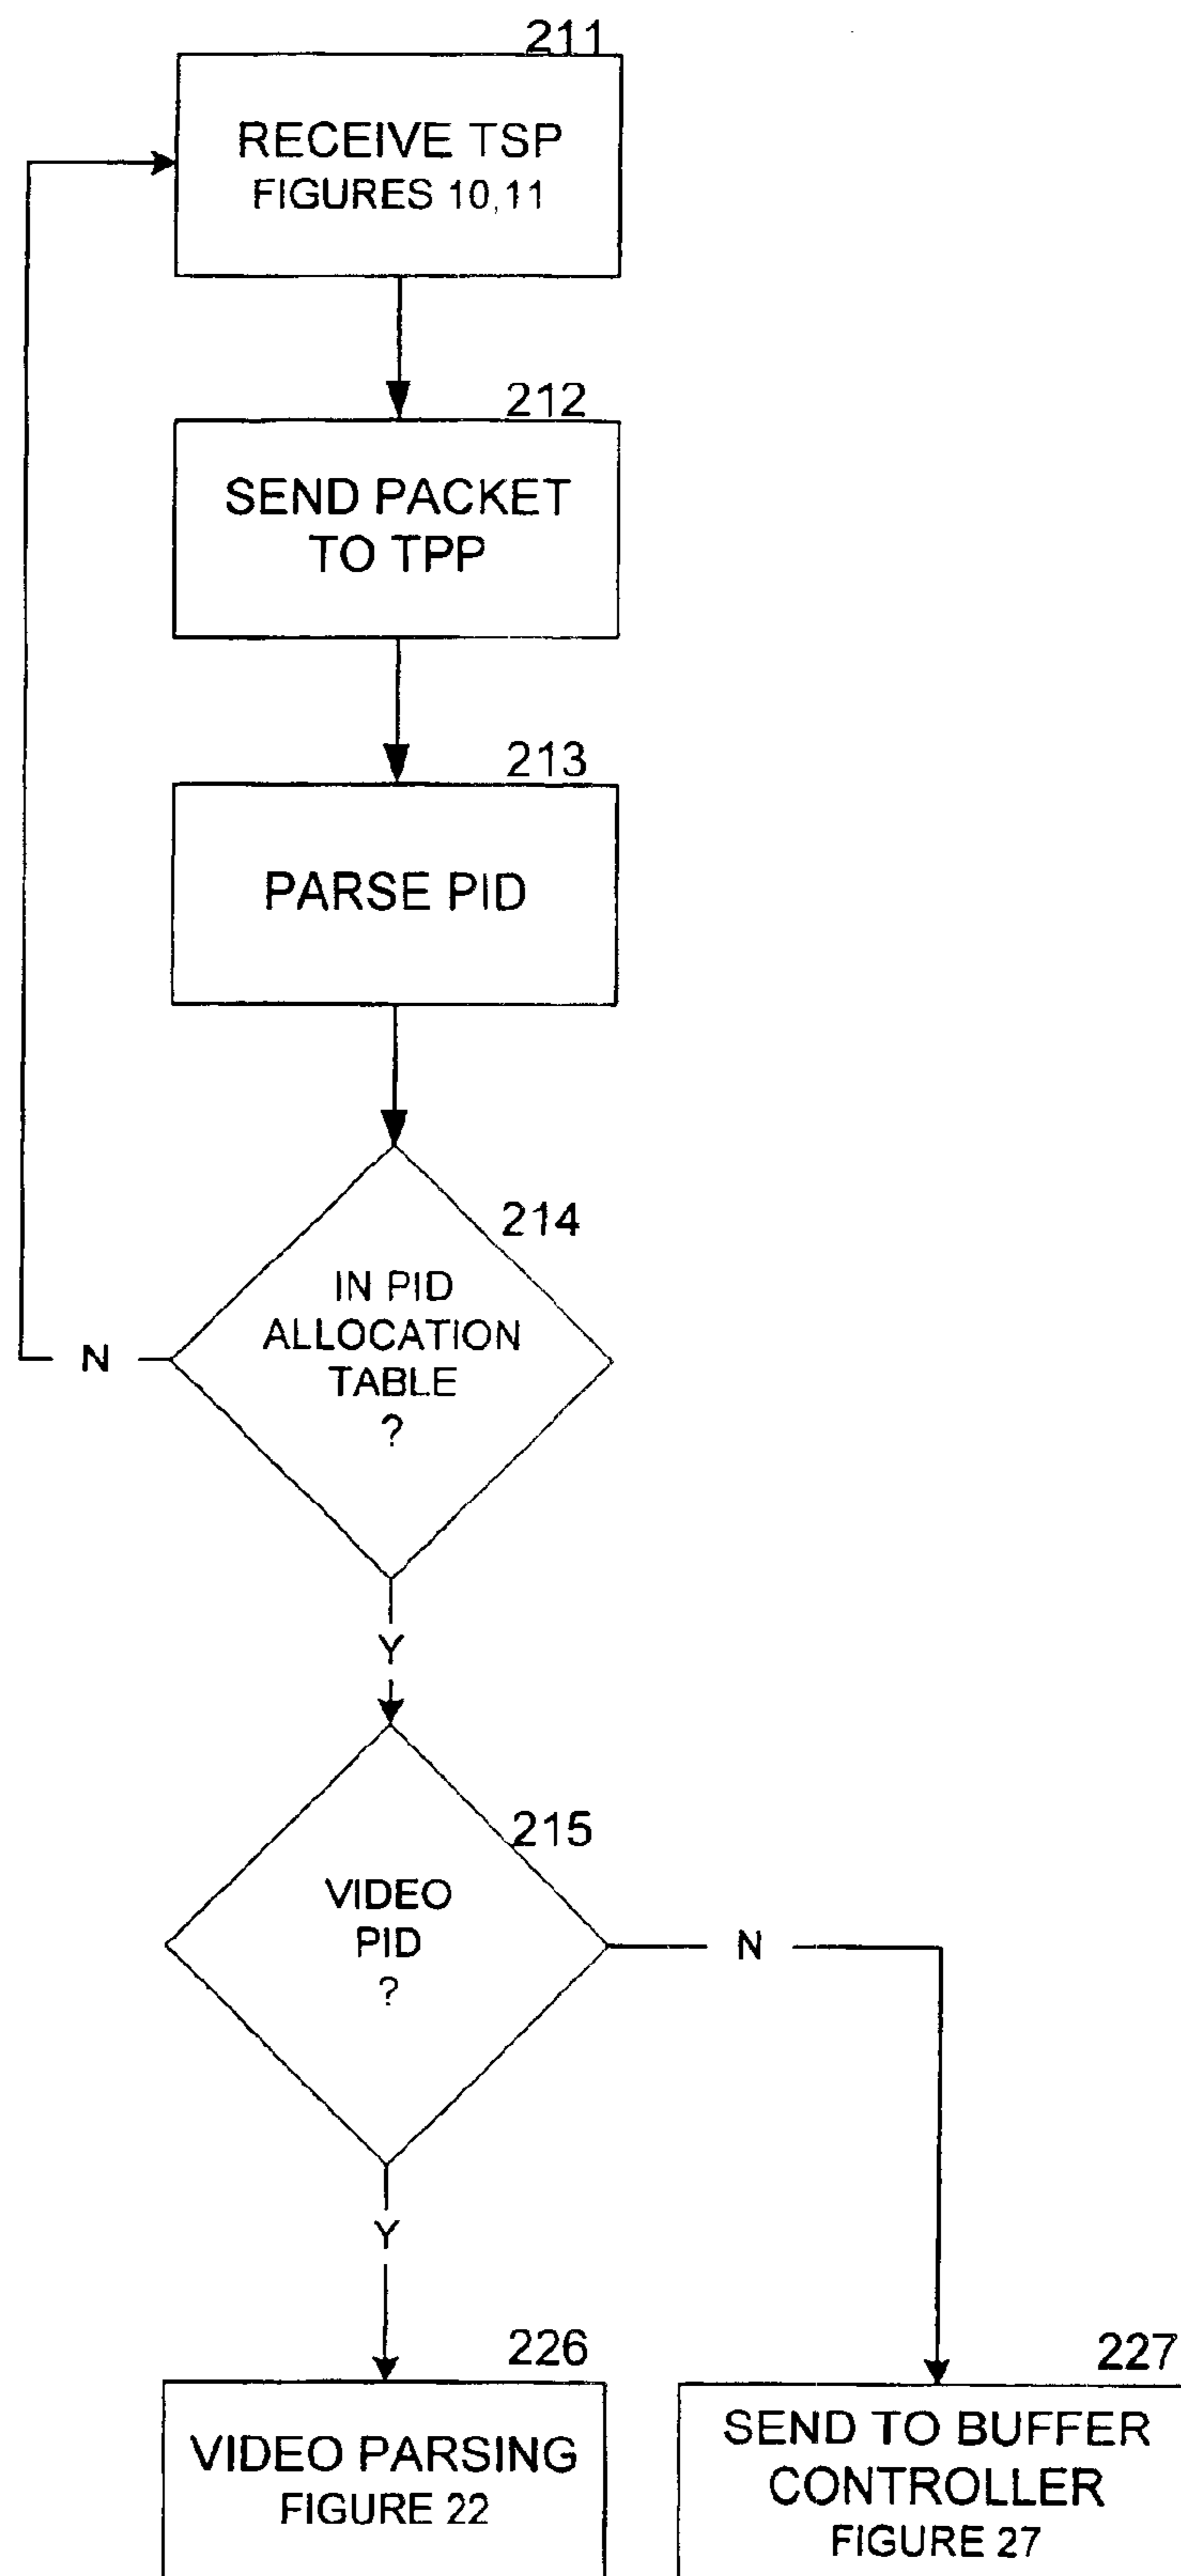 211
RECEIVE TSP
FIGURES 10,11
212
SEND PACKET
TO TPP
213
PARSE PID
214
IN PID
ALLOCATION
TABLE
?
N
Y
215
VIDEO
PID
?
N
Y
226
VIDEO PARSING
FIGURE 22
227
SEND TO BUFFER
CONTROLLER
FIGURE 27